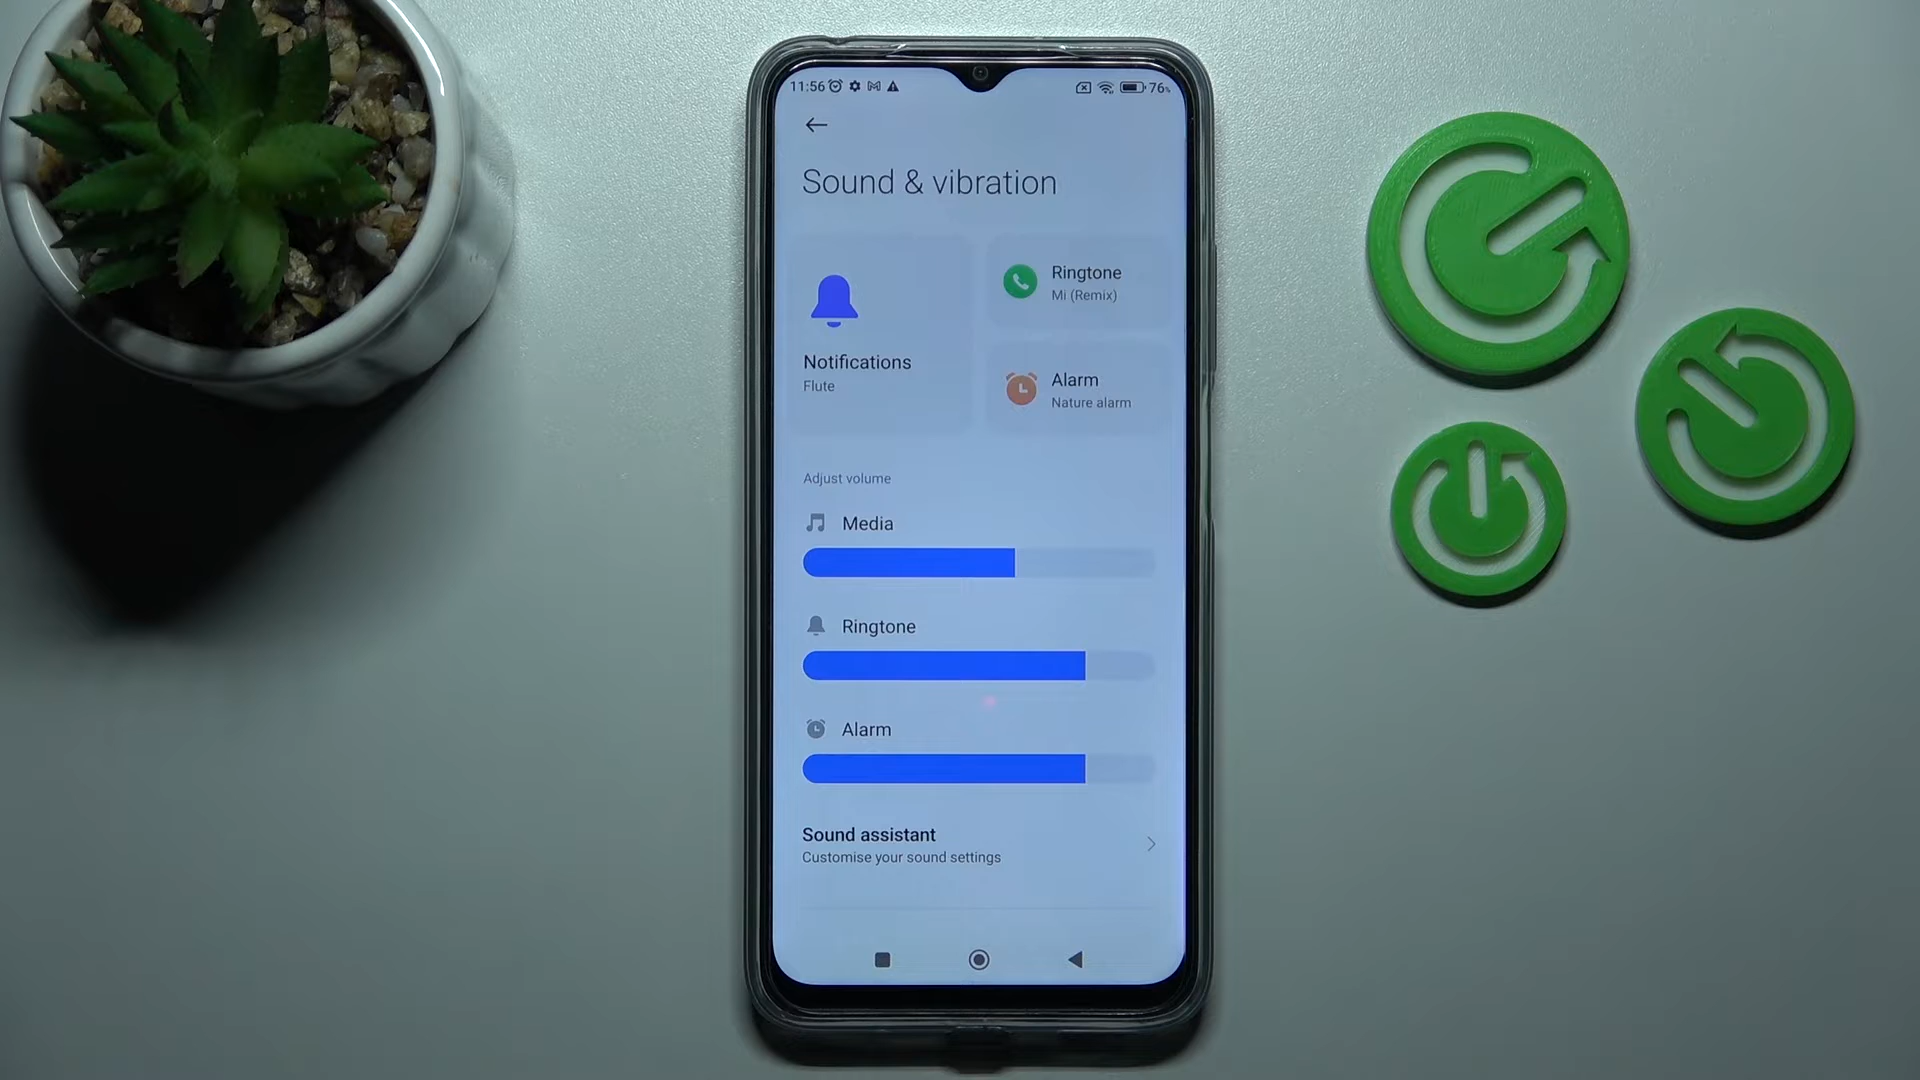 11:56 76%
Sound & vibration
Ringtone
Mi (Remix)
Notifications
Flute
Alarm
Nature alarm
Adjust volume
Media
Ringtone
Alarm
Sound assistant
Customise your sound settings